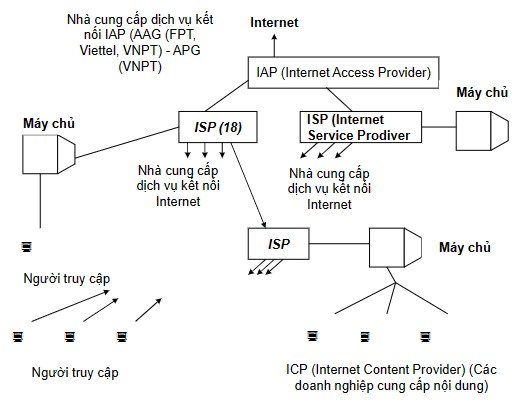 Nhà cung cấp dịch vụ kết
nối IAP (AAG (FPT,
Viettel, VNPT) - APG
(VNPT)
Internet
IAP (Internet Access Provider)
Máy chủ
ISP (18)
ISP (Internet
Service Prodiver
Máy chủ
Nhà cung cấp
dịch vụ kết nối
Internet
Nhà cung cấp
dịch vụ kết nối
Internet
ISP
Máy chủ
Người truy cập
Người truy cập
ICP (Internet Content Provider) (Các
doanh nghiệp cung cấp nội dung)